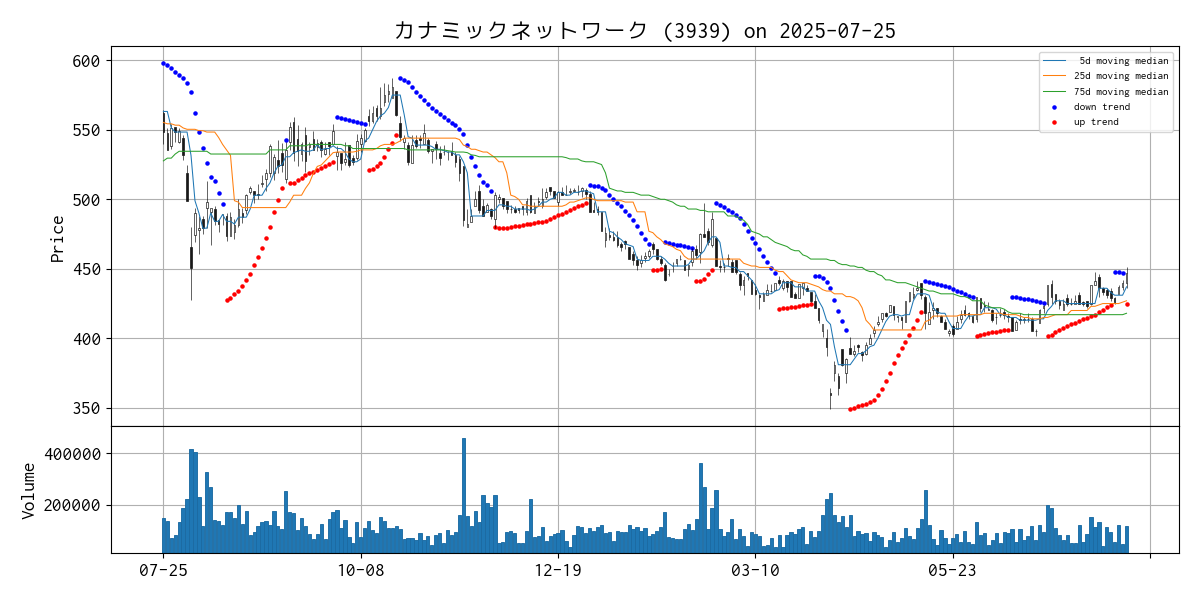 カナミックネットワーク (3939) on 2025-07-25
600
550
500
450
400
350
Price
5d moving median
25d moving median
75d moving median
down trend
up trend
400000
200000
Volume
07-25 10-08 12-19 03-10 05-23